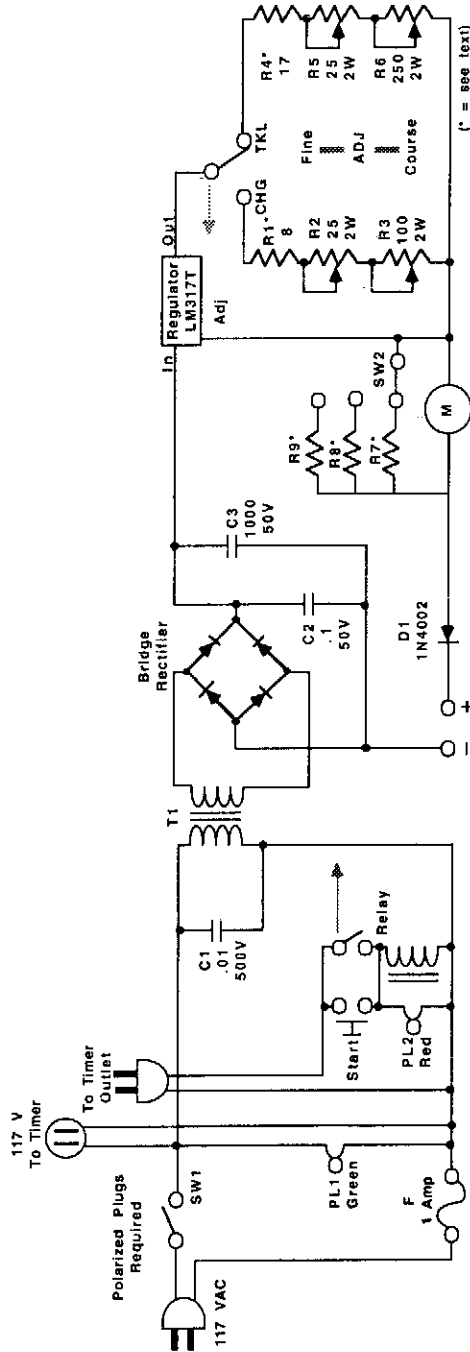 117 V
To Timer
To Timer
Outlet
Polarized Plugs
Required
117 VAC
SW1
PL1
Green
F
1 Amp
Start
PL2
Red
Relay
C1
.01
500V
T1
Bridge
Rectifier
C2
.1
50V
C3
1000
50V
D1
1N4002
−
+
R9*
R8*
R7*
SW2
M
In
Regulator
LM317T
Out
Adj
TKL
CHG
R1*
8
R2
25
2W
R3
100
2W
Fine
ADJ
Course
R4*
17
R5
25
2W
R6
250
2W
(* = see text)